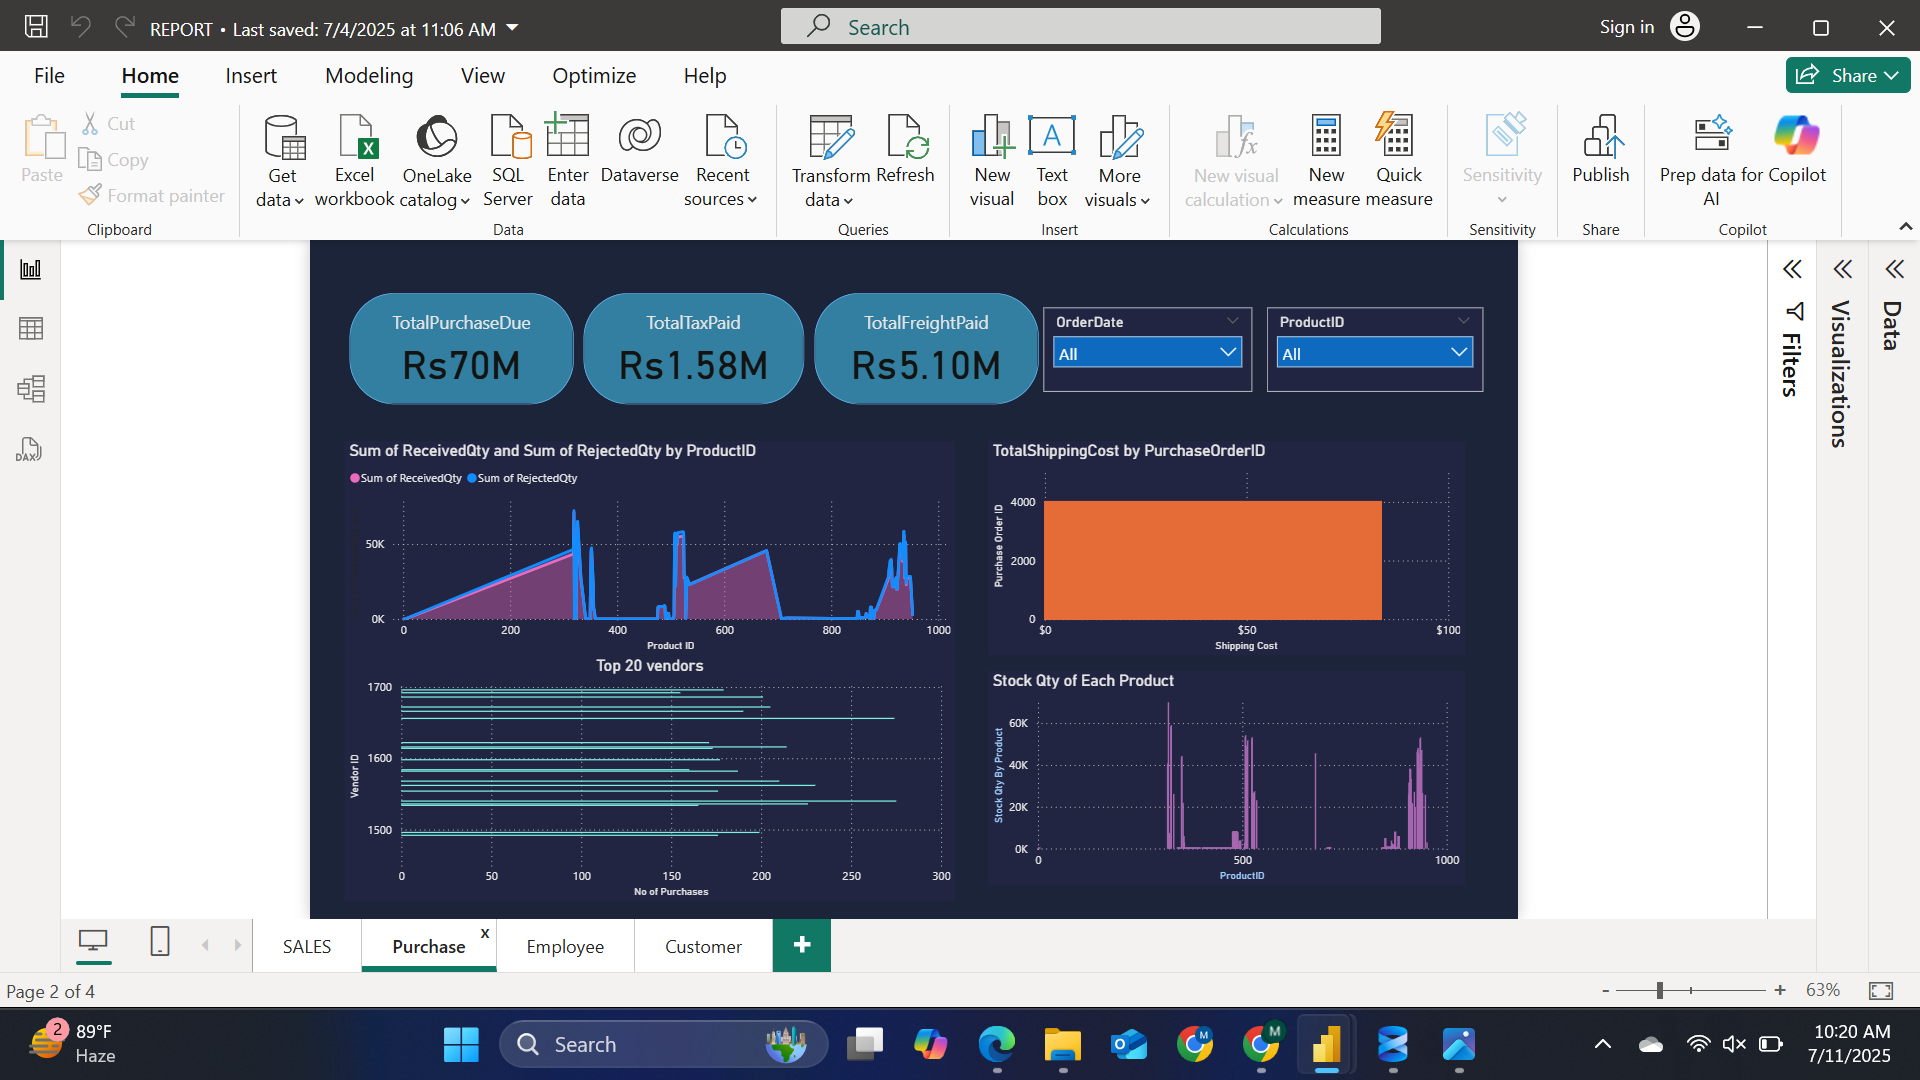 REPORT • Last saved: 7/4/2025 at 11:06 AM
Search
Sign in
File Home Insert Modeling View Optimize Help
Share
Paste
Cut
Copy
Format painter
Clipboard
Get data
Excel workbook
OneLake catalog
SQL Server
Enter data
Dataverse
Recent sources
Data
Transform data
Refresh
Queries
New visual
Text box
More visuals
Insert
New visual calculation
New measure
Quick measure
Calculations
Sensitivity
Sensitivity
Publish
Share
Prep data for AI
Copilot
Copilot
DAX
TotalPurchaseDue
Rs70M
TotalTaxPaid
Rs1.58M
TotalFreightPaid
Rs5.10M
OrderDate
All
ProductID
All
Filters
Visualizations
Data
Sum of ReceivedQty and Sum of RejectedQty by ProductID
Sum of ReceivedQty Sum of RejectedQty
50K
0K
0 200 400 600 800 1000
Product ID
TotalShippingCost by PurchaseOrderID
Purchase Order ID
4000
2000
0
$0 $50 $100
Shipping Cost
Top 20 vendors
Vendor ID
1700
1600
1500
0 50 100 150 200 250 300
No of Purchases
Stock Qty of Each Product
Stock Qty By Product
60K
40K
20K
0K
0 500 1000
ProductID
SALES Purchase x Employee Customer +
Page 2 of 4
- + 63%
2
89°F
Haze
Search
M
M
10:20 AM
7/11/2025